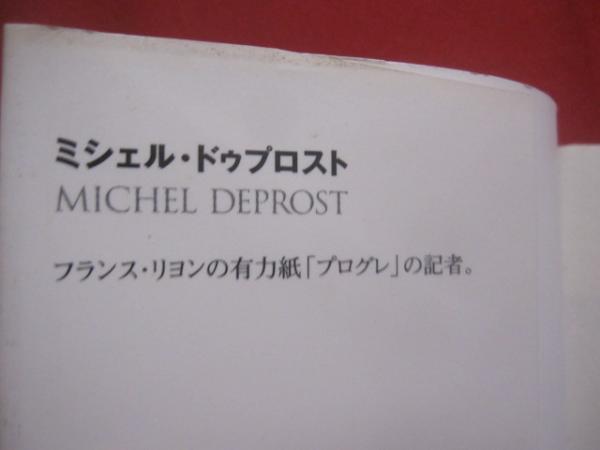 ミシェル・ドゥプロスト
MICHEL DEPROST
フランス・リヨンの有力紙「プログレ」の記者。